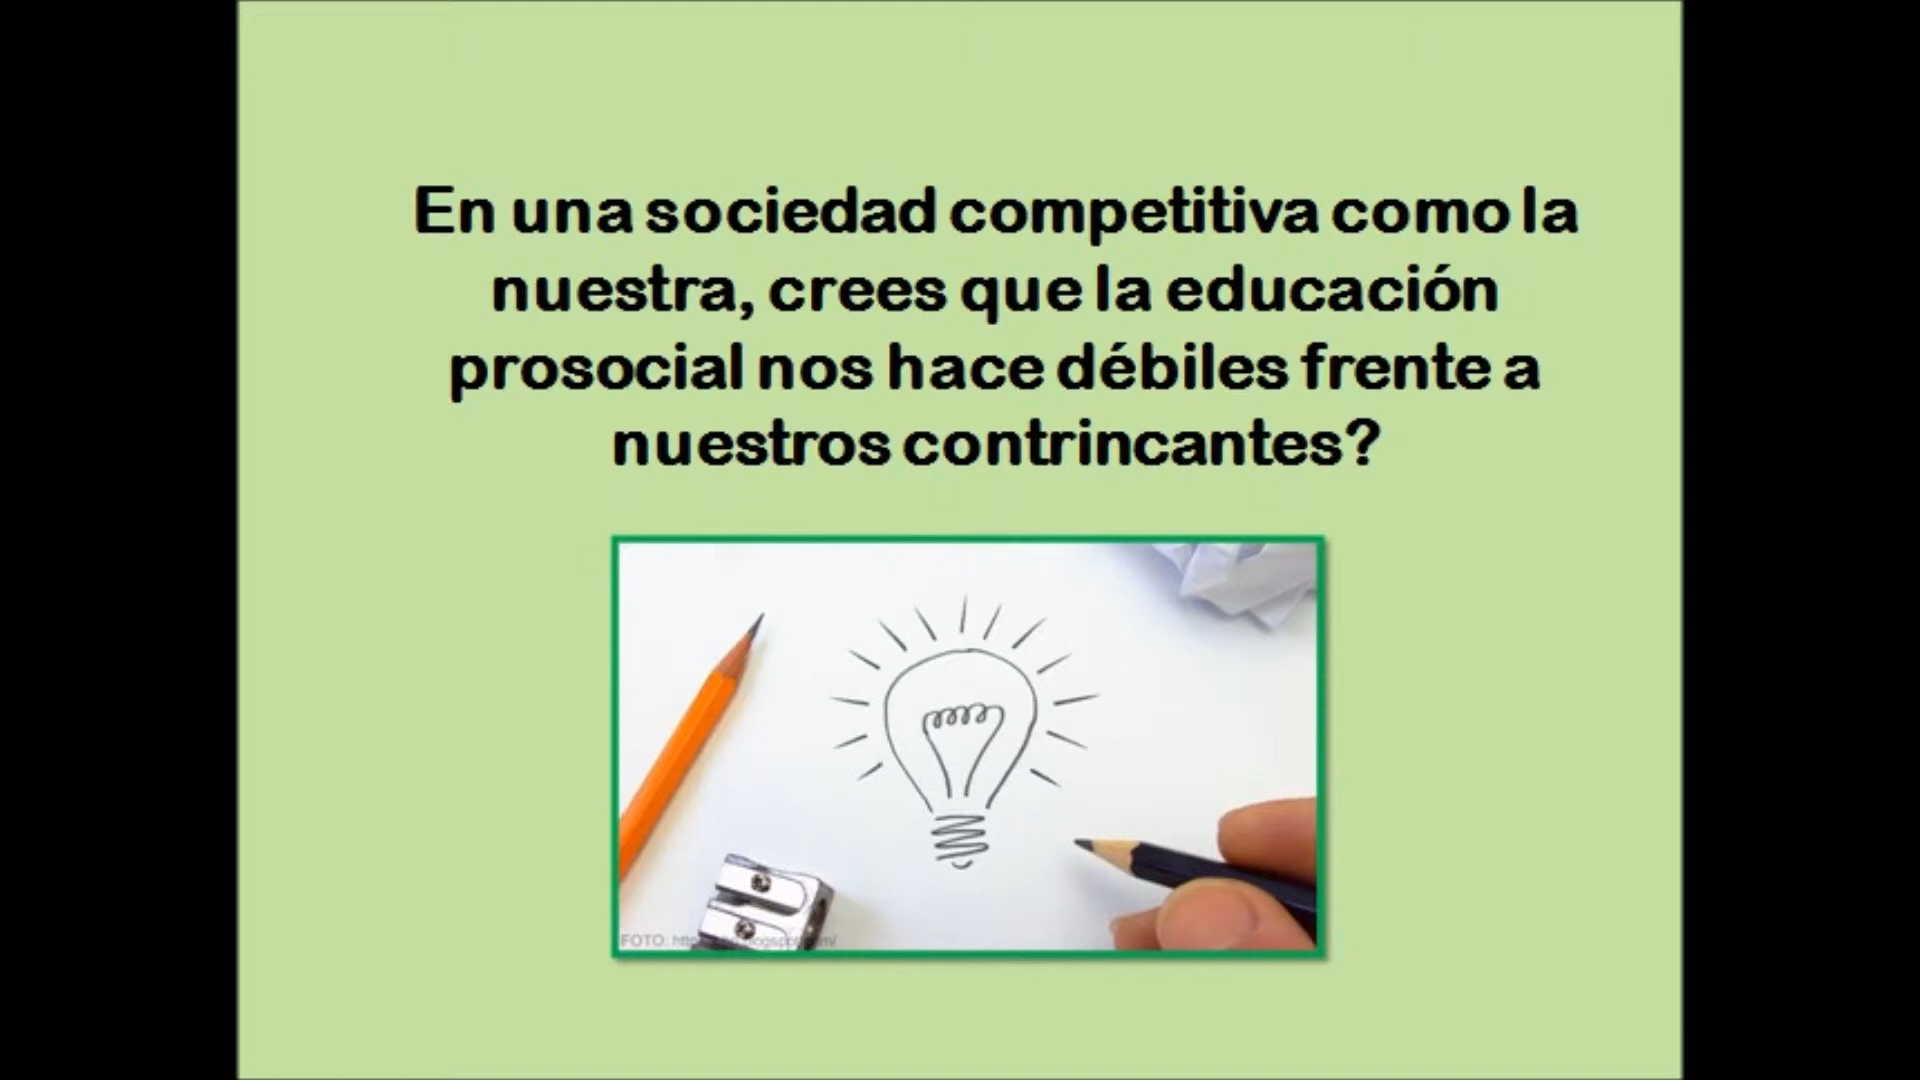 En una sociedad competitiva como la
nuestra, crees que la educación
prosocial nos hace débiles frente a
nuestros contrincantes?
FOTO: